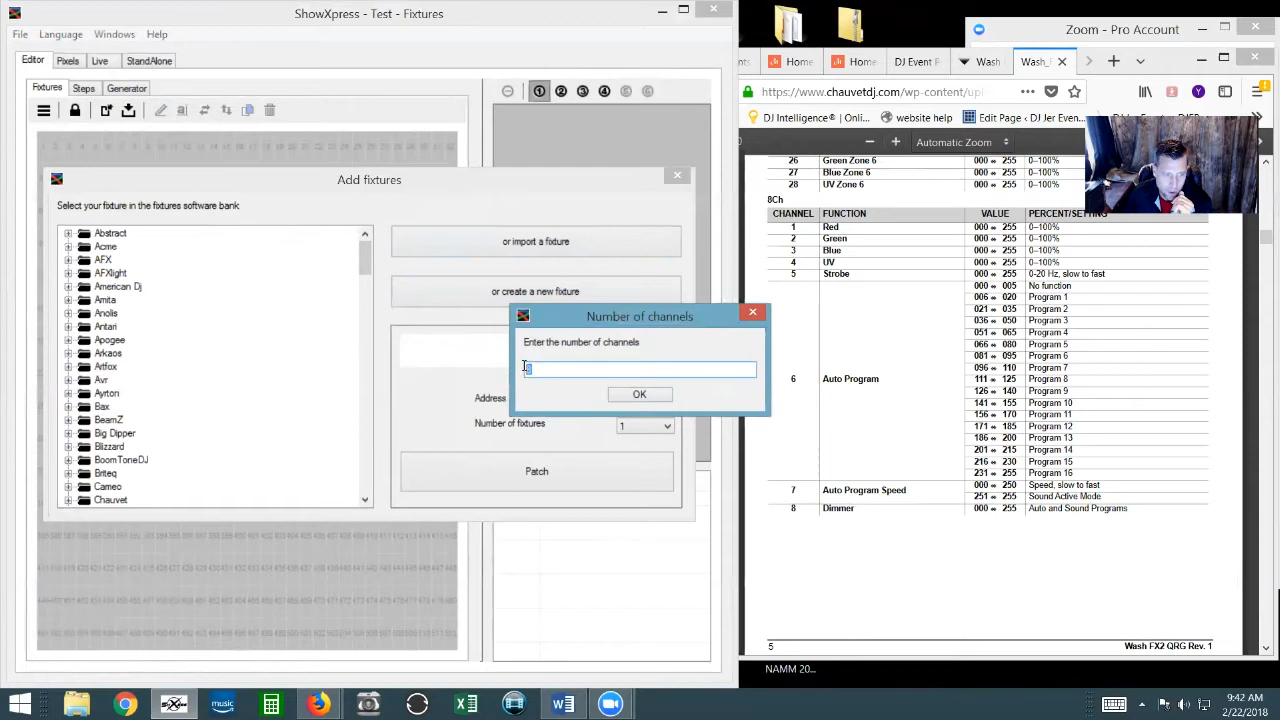 ShowXpress - Test - Fixtures
File Language Windows Help
Editor Pixels Live StandAlone
Fixtures Steps Generator
Add fixtures
Select your fixture in the fixtures software bank
Abstract
Acme
AFX
AFXlight
American Dj
Amita
Anolis
Antari
Apogee
Arkaos
Artfox
Avr
Ayrton
Bax
BeamZ
Big Dipper
Blizzard
BoomToneDJ
Briteq
Cameo
Chauvet
or import a fixture
or create a new fixture
Address
Number of fixtures 1
Patch
Number of channels
Enter the number of channels
OK
Zoom - Pro Account
Home Home DJ Event Wash Wash_
https://www.chauvetdj.com/wp-content/upl
DJ Intelligence® | Onli... website help Edit Page ‹ DJ Jer Even...
Automatic Zoom
26 Green Zone 6 000 ⇔ 255 0–100%
27 Blue Zone 6 000 ⇔ 255 0–100%
28 UV Zone 6 000 ⇔ 255 0–100%
8Ch
CHANNEL FUNCTION VALUE PERCENT/SETTING
1 Red 000 ⇔ 255 0–100%
2 Green 000 ⇔ 255 0–100%
3 Blue 000 ⇔ 255 0–100%
4 UV 000 ⇔ 255 0–100%
5 Strobe 000 ⇔ 255 0-20 Hz, slow to fast
6 Auto Program 000 ⇔ 005 No function
006 ⇔ 020 Program 1
021 ⇔ 035 Program 2
036 ⇔ 050 Program 3
051 ⇔ 065 Program 4
066 ⇔ 080 Program 5
081 ⇔ 095 Program 6
096 ⇔ 110 Program 7
111 ⇔ 125 Program 8
126 ⇔ 140 Program 9
141 ⇔ 155 Program 10
156 ⇔ 170 Program 11
171 ⇔ 185 Program 12
186 ⇔ 200 Program 13
201 ⇔ 215 Program 14
216 ⇔ 230 Program 15
231 ⇔ 255 Program 16
7 Auto Program Speed 000 ⇔ 250 Speed, slow to fast
251 ⇔ 255 Sound Active Mode
8 Dimmer 000 ⇔ 255 Auto and Sound Programs
5 Wash FX2 QRG Rev. 1
NAMM 20...
music
9:42 AM
2/22/2018